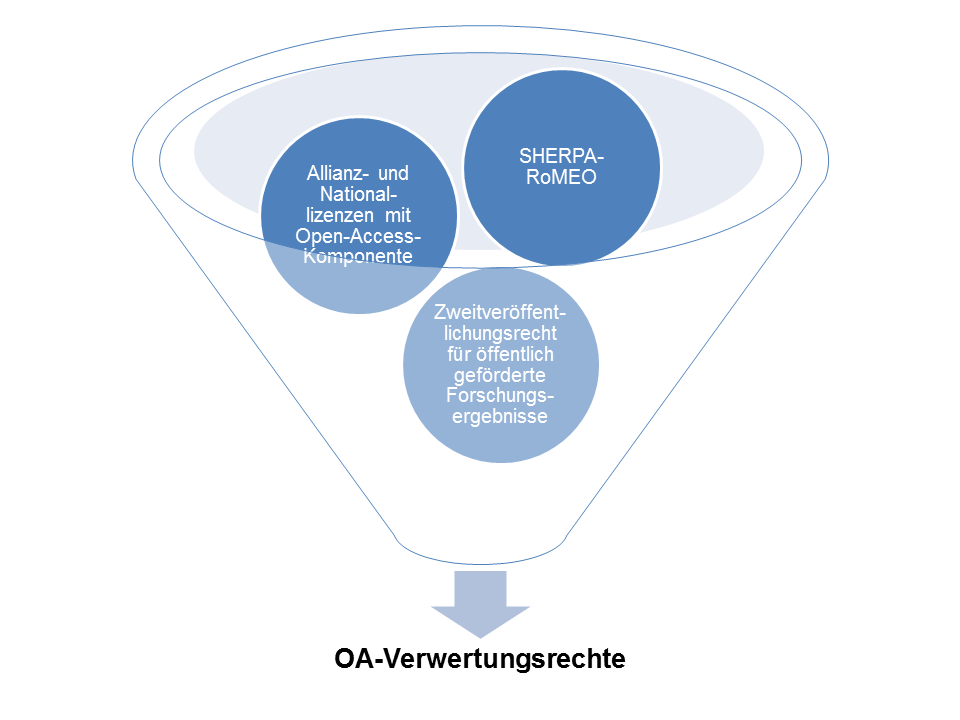 Allianz- und
National-
lizenzen mit
Open-Access-
Komponente
SHERPA-
RoMEO
Zweitveröffent-
lichungsrecht
für öffentlich
geförderte
Forschungs-
ergebnisse
OA-Verwertungsrechte